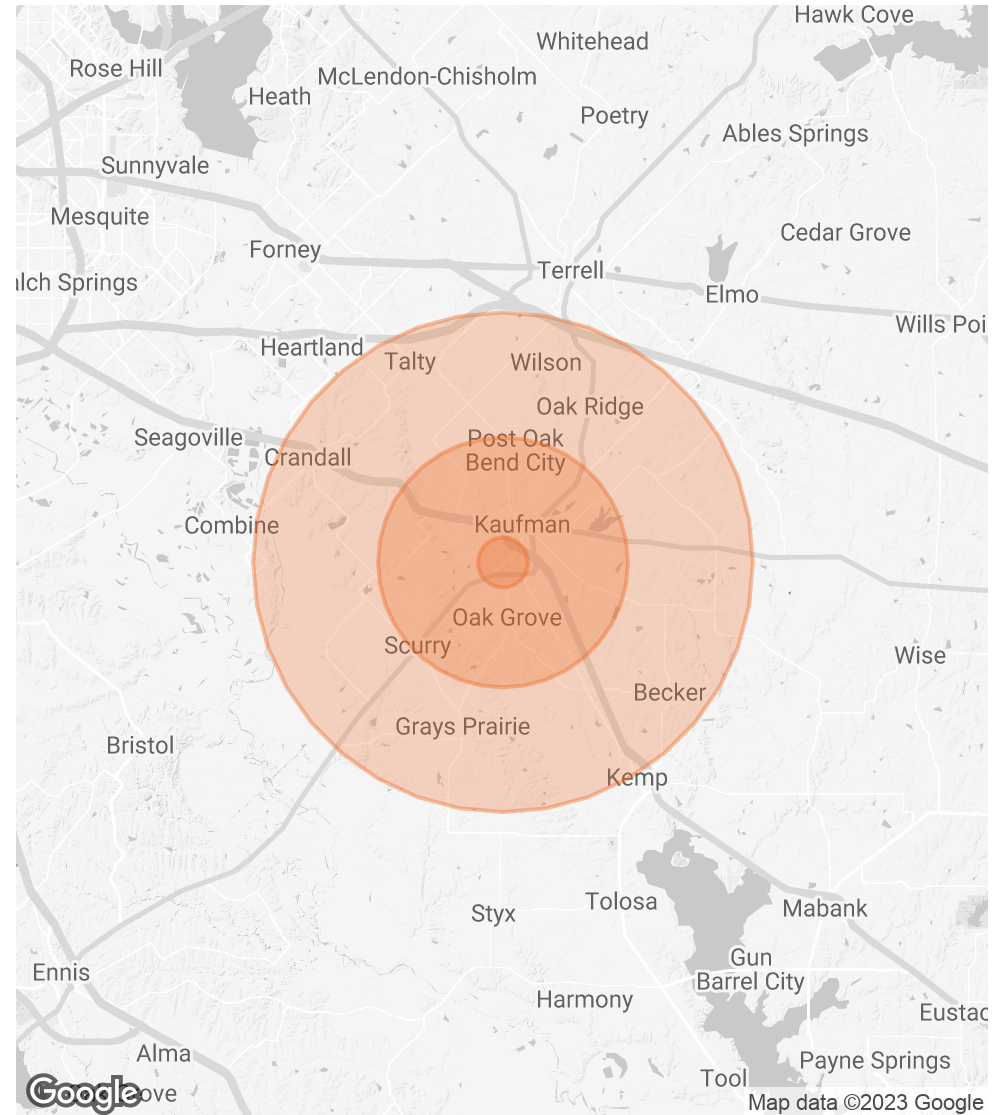 Hawk Cove
Whitehead
Rose Hill
McLendon-Chisholm
Heath
Poetry
Ables Springs
Sunnyvale
Mesquite
Cedar Grove
Forney
Terrell
alch Springs
Elmo
Wills Poi
Heartland
Talty
Wilson
Oak Ridge
Seagoville
Post Oak
Bend City
Crandall
Combine
Kaufman
Oak Grove
Scurry
Wise
Becker
Grays Prairie
Bristol
Kemp
Tolosa
Styx
Mabank
Gun
Barrel City
Ennis
Harmony
Eustac
Alma
Payne Springs
Tool
Google
ove
Map data ©2023 Google